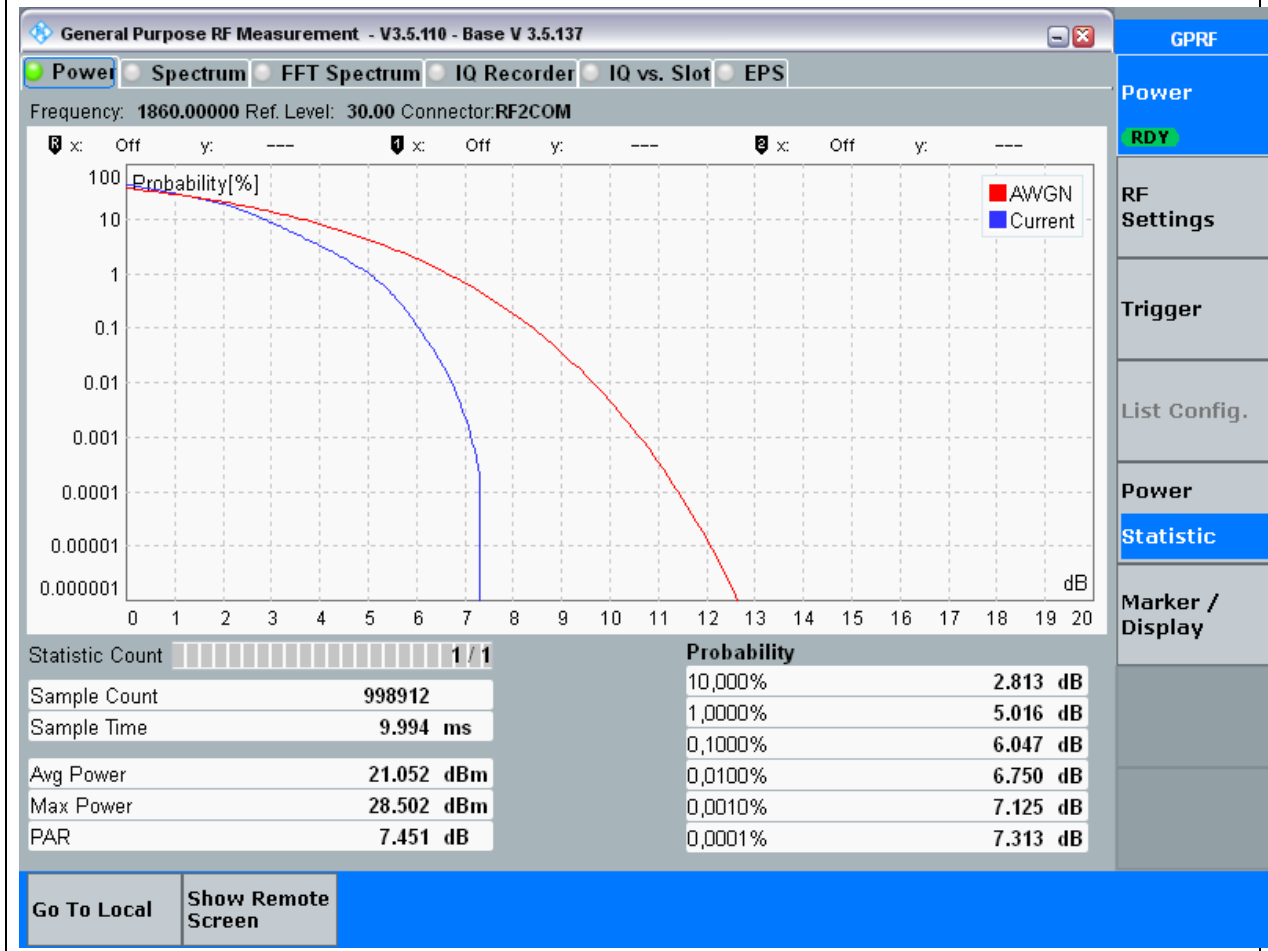 General Purpose RF Measurement - V3.5.110 - Base V 3.5.137
GPRF
Power Spectrum FFT Spectrum IQ Recorder IQ vs. Slot EPS
Frequency: 1860.00000 Ref. Level: 30.00 Connector:RF2COM
R x: Off y: --- 1 x: Off y: --- 2 x: Off y: ---
Probability[%]
AWGN
Current
100
10
1
0.1
0.01
0.001
0.0001
0.00001
0.000001
dB
0 1 2 3 4 5 6 7 8 9 10 11 12 13 14 15 16 17 18 19 20
Statistic Count 1 / 1
Sample Count 998912
Sample Time 9.994 ms
Avg Power 21.052 dBm
Max Power 28.502 dBm
PAR 7.451 dB
Probability
10,000% 2.813 dB
1,0000% 5.016 dB
0,1000% 6.047 dB
0,0100% 6.750 dB
0,0010% 7.125 dB
0,0001% 7.313 dB
Power
RDY
RF
Settings
Trigger
List Config.
Power
Statistic
Marker /
Display
Go To Local
Show Remote
Screen